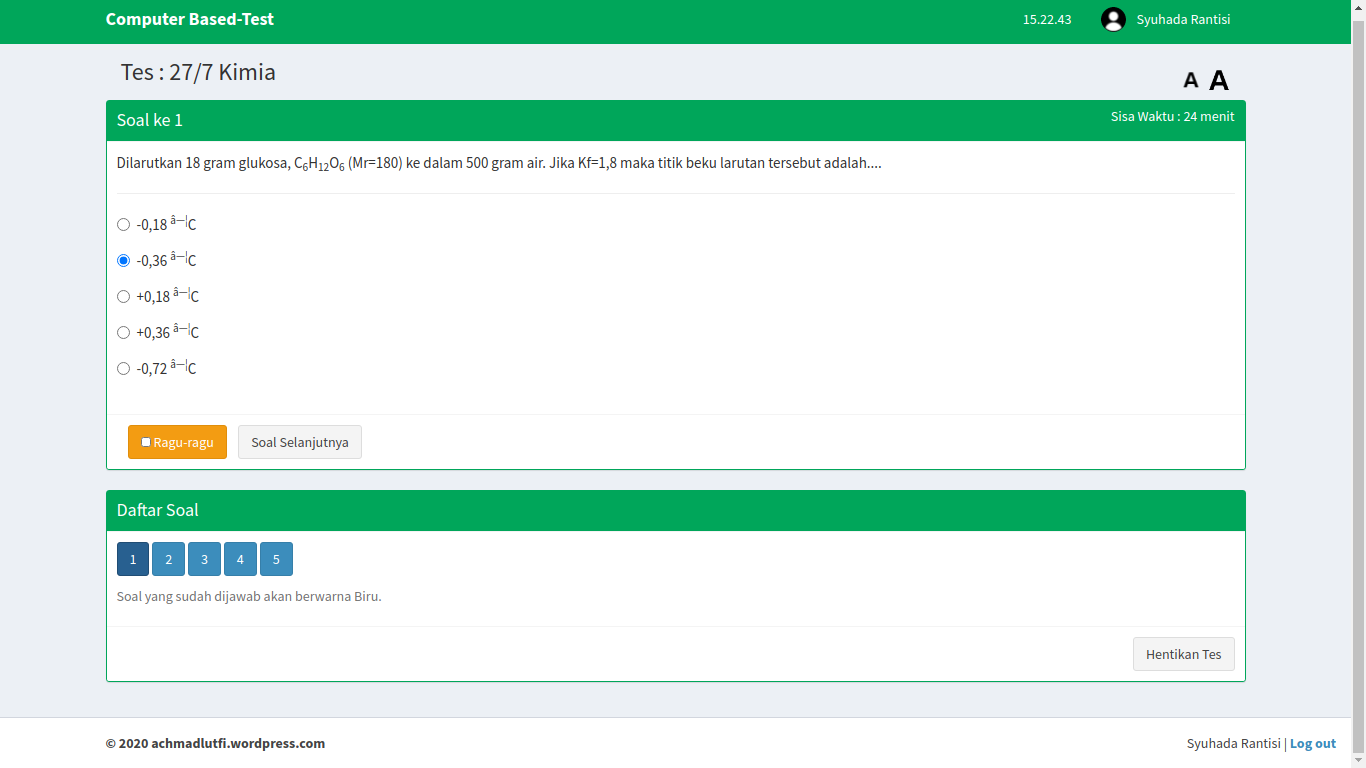 Computer Based-Test 15.22.43 Syuhada Rantisi
Tes : 27/7 Kimia
A A
Soal ke 1 Sisa Waktu : 24 menit
Dilarutkan 18 gram glukosa, C₆H₁₂O₆ (Mr=180) ke dalam 500 gram air. Jika Kf=1,8 maka titik beku larutan tersebut adalah....
-0,18 â—¦C
-0,36 â—¦C
+0,18 â—¦C
+0,36 â—¦C
-0,72 â—¦C
Ragu-ragu Soal Selanjutnya
Daftar Soal
1 2 3 4 5
Soal yang sudah dijawab akan berwarna Biru.
Hentikan Tes
© 2020 achmadlutfi.wordpress.com Syuhada Rantisi | Log out